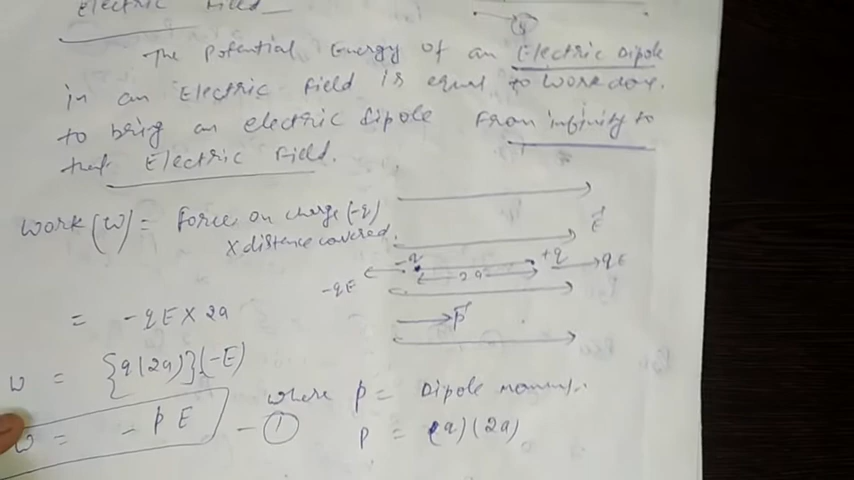 Electric Field
The Potential Energy of an Electric Dipole
in an Electric Field is equal to Work done.
to bring an electric dipole From infinity to
that Electric Field.
Work (W) = Force on charge (-q)
x distance covered.
E
-q +q qE
-qE 2a
= -qE x 2a
p
W = {q(2a)}(-E)
where p = Dipole moment.
W = - p E - ①
p = (q)(2a)